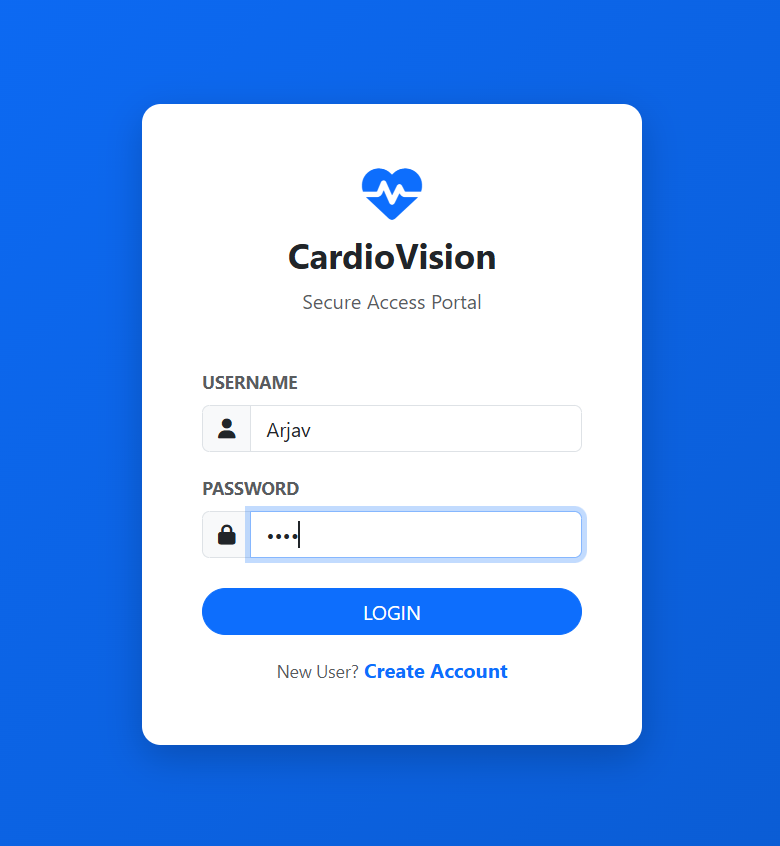 CardioVision
Secure Access Portal
USERNAME
Arjav
PASSWORD
••••
LOGIN
New User? Create Account